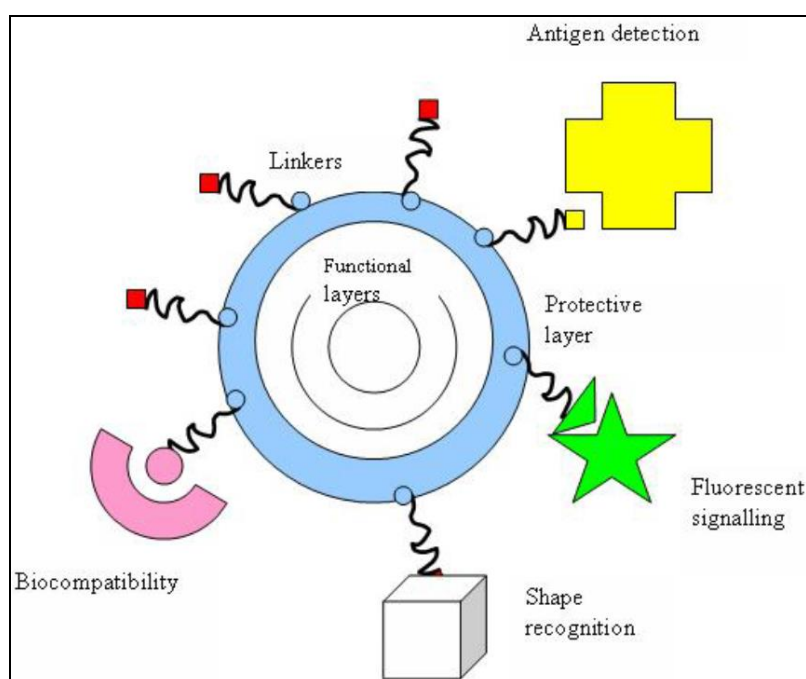 Antigen detection
Linkers
Functional
layers
Protective
layer
Fluorescent
signalling
Biocompatibility
Shape
recognition